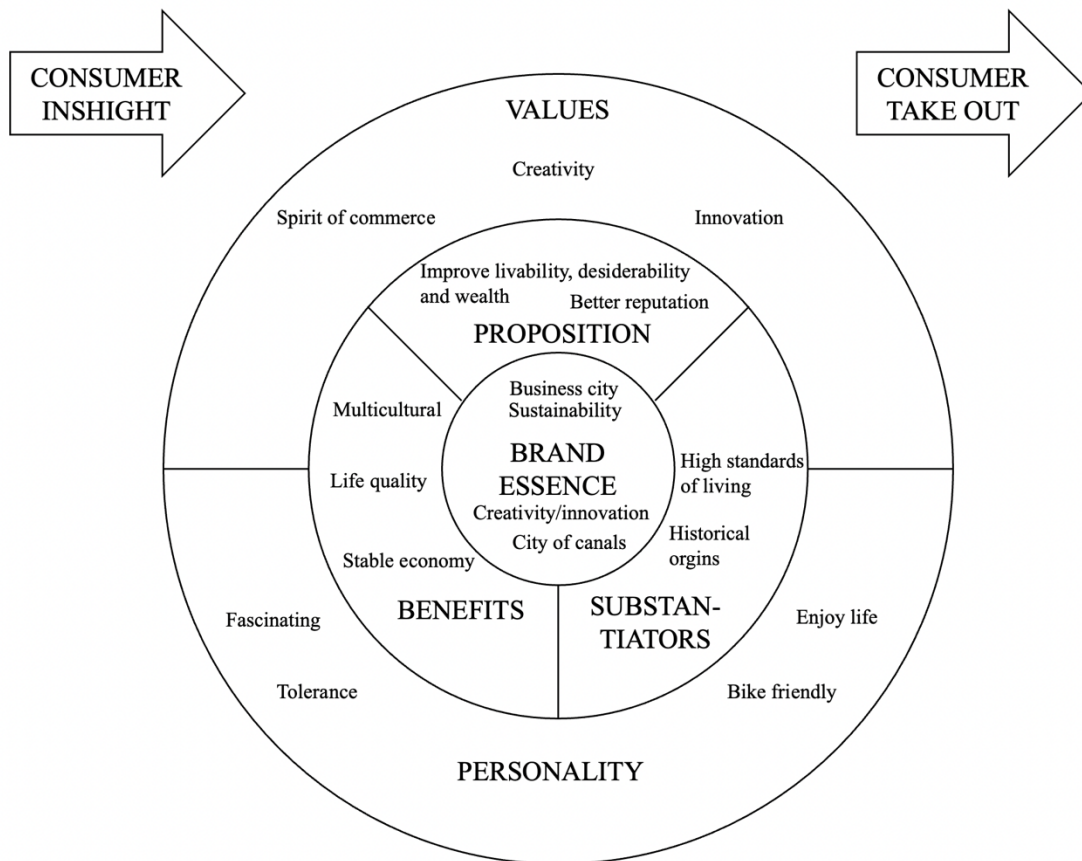 CONSUMER
INSHIGHT
CONSUMER
TAKE OUT
VALUES
Creativity
Spirit of commerce
Innovation
Improve livability, desiderability
and wealth
Better reputation
PROPOSITION
Business city
Sustainability
BRAND
ESSENCE
Creativity/innovation
City of canals
Multicultural
Life quality
Stable economy
BENEFITS
High standards
of living
Historical
orgins
SUBSTAN-
TIATORS
Fascinating
Tolerance
Enjoy life
Bike friendly
PERSONALITY